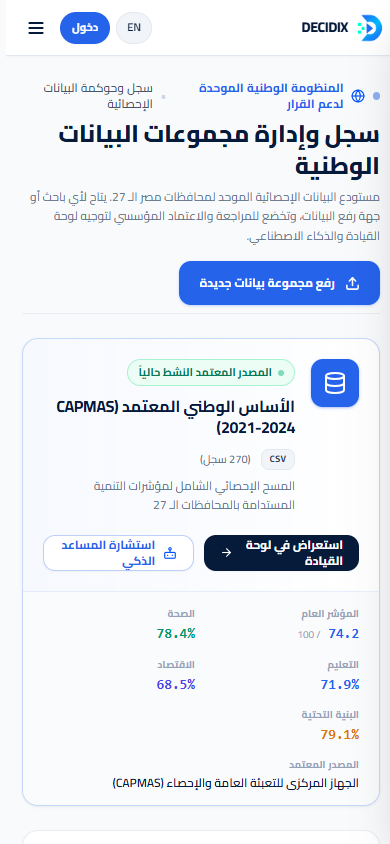 DECIDIX
EN
دخول
المنظومة الوطنية الموحدة
لدعم القرار
سجل وحوكمة البيانات
الإحصائية
سجل وإدارة مجموعات البيانات
الوطنية
مستودع البيانات الإحصائي الموحد لمحافظات مصر الـ 27. يتاح لأي باحث أو
جهة رفع البيانات، وتخضع للمراجعة والاعتماد المؤسسي لتوجيه لوحة
القيادة والذكاء الاصطناعي.
رفع مجموعة بيانات جديدة
المصدر المعتمد النشط حالياً
الأساس الوطني المعتمد (CAPMAS
2021-2024)
CSV (270 سجل)
المسح الإحصائي الشامل لمؤشرات التنمية
المستدامة بالمحافظات الـ 27
استعراض في لوحة
القيادة
استشارة المساعد
الذكي
المؤشر العام
74.2 / 100
الصحة
78.4%
التعليم
71.9%
الاقتصاد
68.5%
البنية التحتية
79.1%
المصدر المعتمد
الجهاز المركزي للتعبئة العامة والإحصاء (CAPMAS)